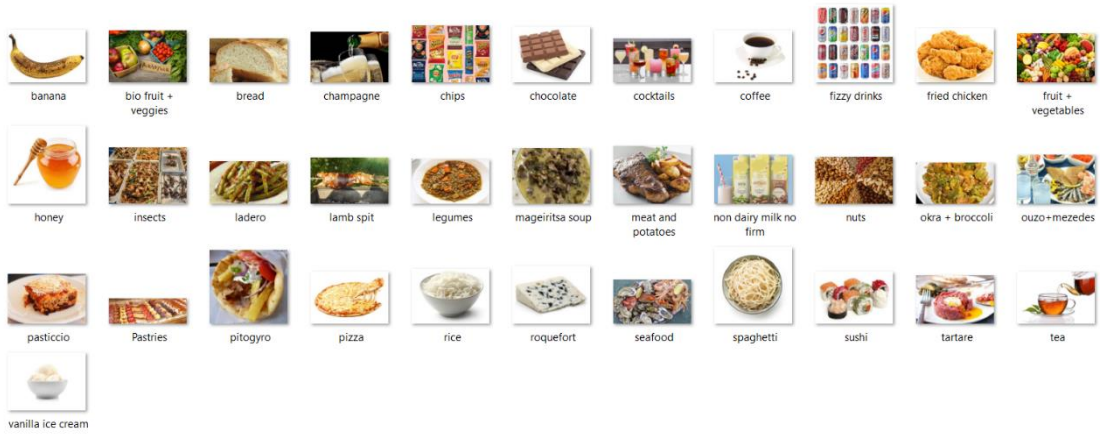 banana
bio fruit +
veggies
bread
champagne
chips
chocolate
cocktails
coffee
fizzy drinks
fried chicken
fruit +
vegetables
honey
insects
ladero
lamb spit
legumes
mageiritsa soup
meat and
potatoes
non dairy milk no
firm
nuts
okra + broccoli
ouzo+mezedes
pasticcio
Pastries
pitogyro
pizza
rice
roquefort
seafood
spaghetti
sushi
tartare
tea
vanilla ice cream